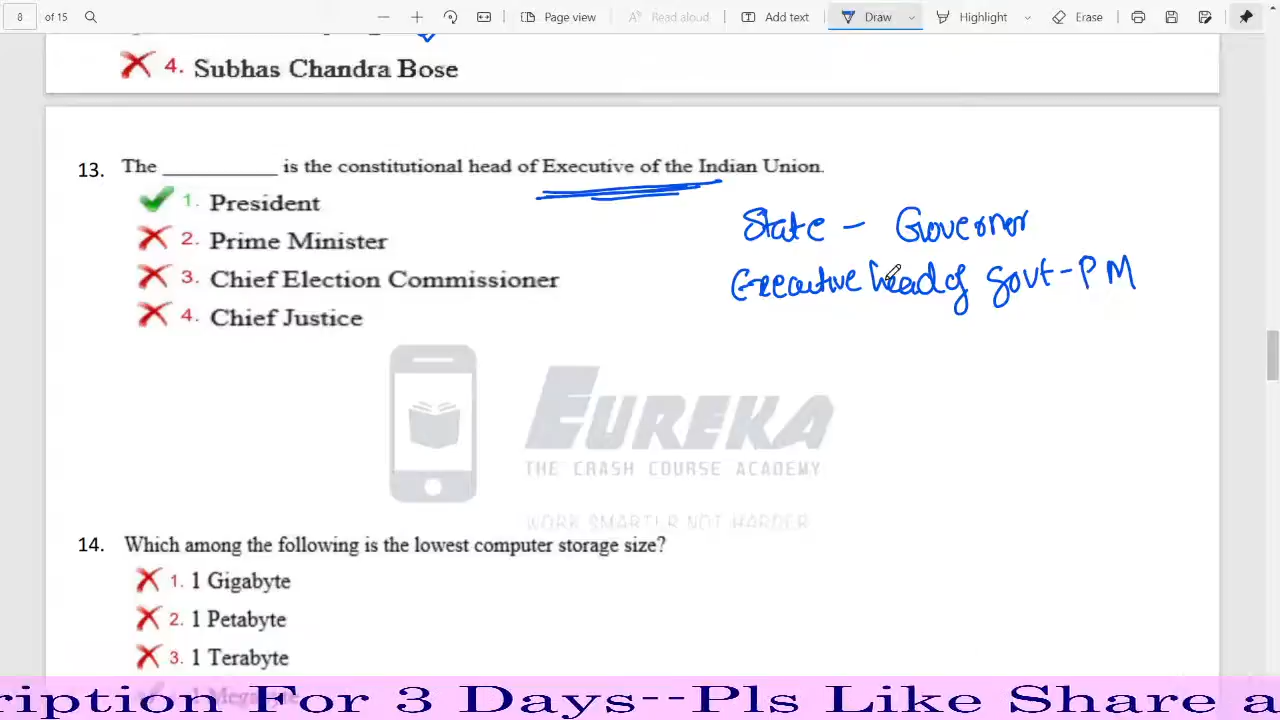 8 of 15 Page view Read aloud Add text Draw Highlight Erase
4. Subhas Chandra Bose
13. The __________ is the constitutional head of Executive of the Indian Union.
1. President
2. Prime Minister
3. Chief Election Commissioner
4. Chief Justice
State - Governor
Executive head of govt - PM
EUREKA
THE CRASH COURSE ACADEMY
WORK SMARTER NOT HARDER
14. Which among the following is the lowest computer storage size?
1. 1 Gigabyte
2. 1 Petabyte
3. 1 Terabyte
1 Megabyte
cription For 3 Days--Pls Like Share a